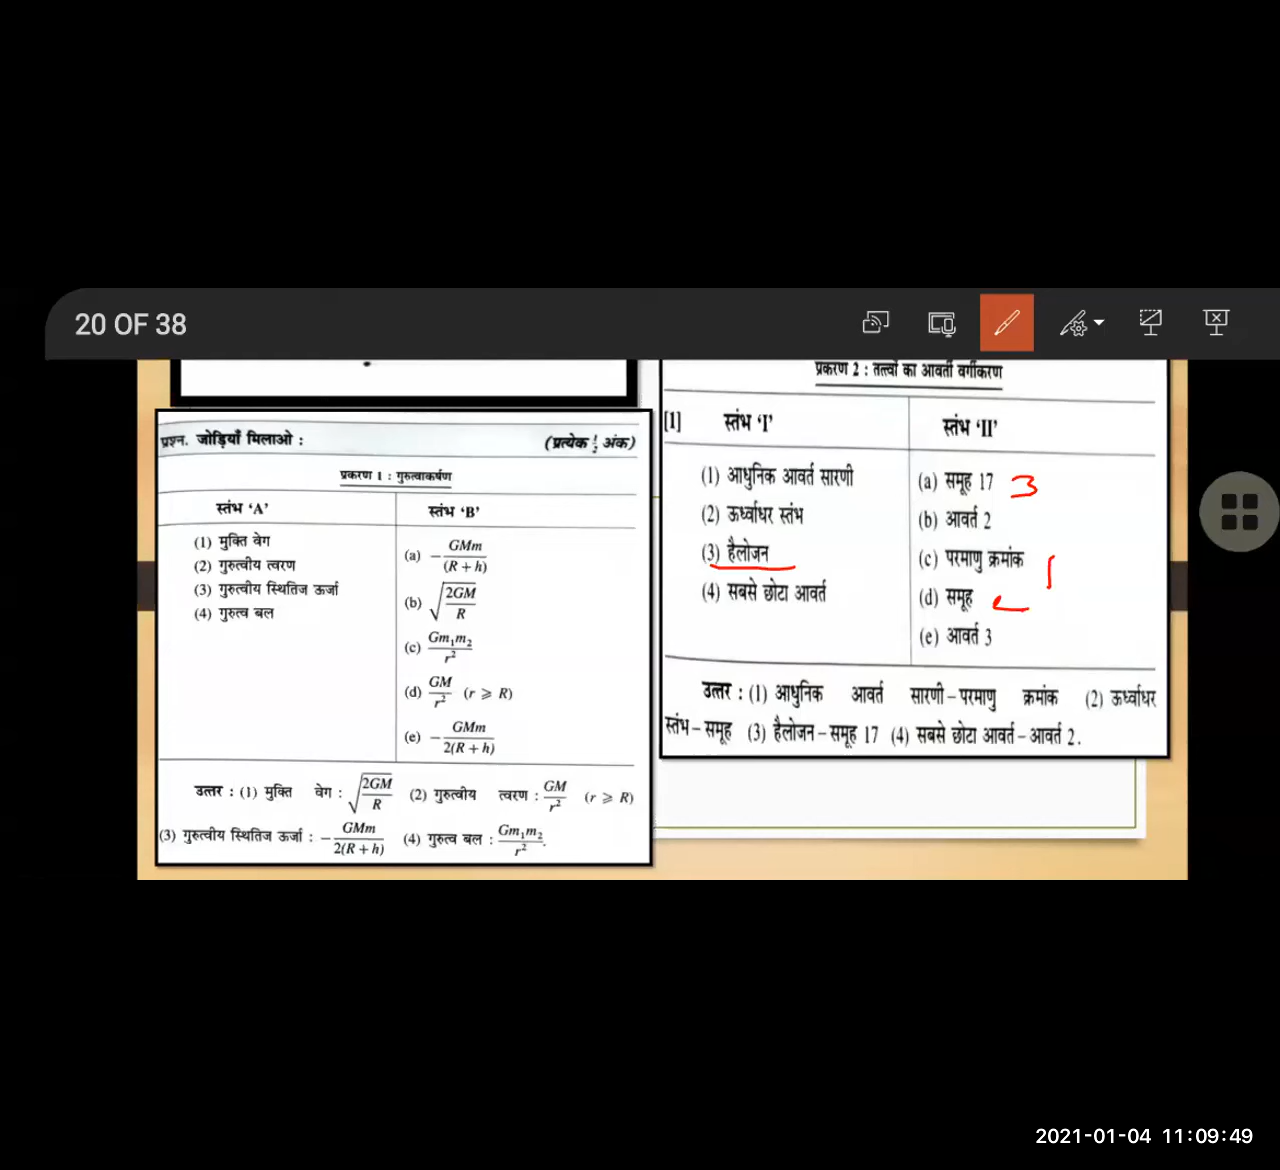 20 OF 38
प्रश्न. जोड़ियाँ मिलाओ : (प्रत्येक 1/2 अंक)
प्रकरण 1 : गुरुत्वाकर्षण
स्तंभ ‘A’ स्तंभ ‘B’
(1) मुक्ति वेग
(2) गुरुत्वीय त्वरण
(3) गुरुत्वीय स्थितिज ऊर्जा
(4) गुरुत्व बल
(a) − GMm/(R + h)
(b) √(2GM/R)
(c) Gm₁m₂/r²
(d) GM/r² (r ⩾ R)
(e) − GMm/2(R + h)
उत्तर : (1) मुक्ति वेग : √(2GM/R) (2) गुरुत्वीय त्वरण : GM/r² (r ⩾ R)
(3) गुरुत्वीय स्थितिज ऊर्जा : − GMm/2(R + h) (4) गुरुत्व बल : Gm₁m₂/r².
प्रकरण 2 : तत्त्वों का आवर्ती वर्गीकरण
[1] स्तंभ ‘I’ स्तंभ ‘II’
(1) आधुनिक आवर्त सारणी (a) समूह 17 3
(2) ऊर्ध्वाधर स्तंभ (b) आवर्त 2
(3) हैलोजन (c) परमाणु क्रमांक 1
(4) सबसे छोटा आवर्त (d) समूह
(e) आवर्त 3
उत्तर : (1) आधुनिक आवर्त सारणी – परमाणु क्रमांक (2) ऊर्ध्वाधर
स्तंभ – समूह (3) हैलोजन – समूह 17 (4) सबसे छोटा आवर्त – आवर्त 2.
2021-01-04 11:09:49